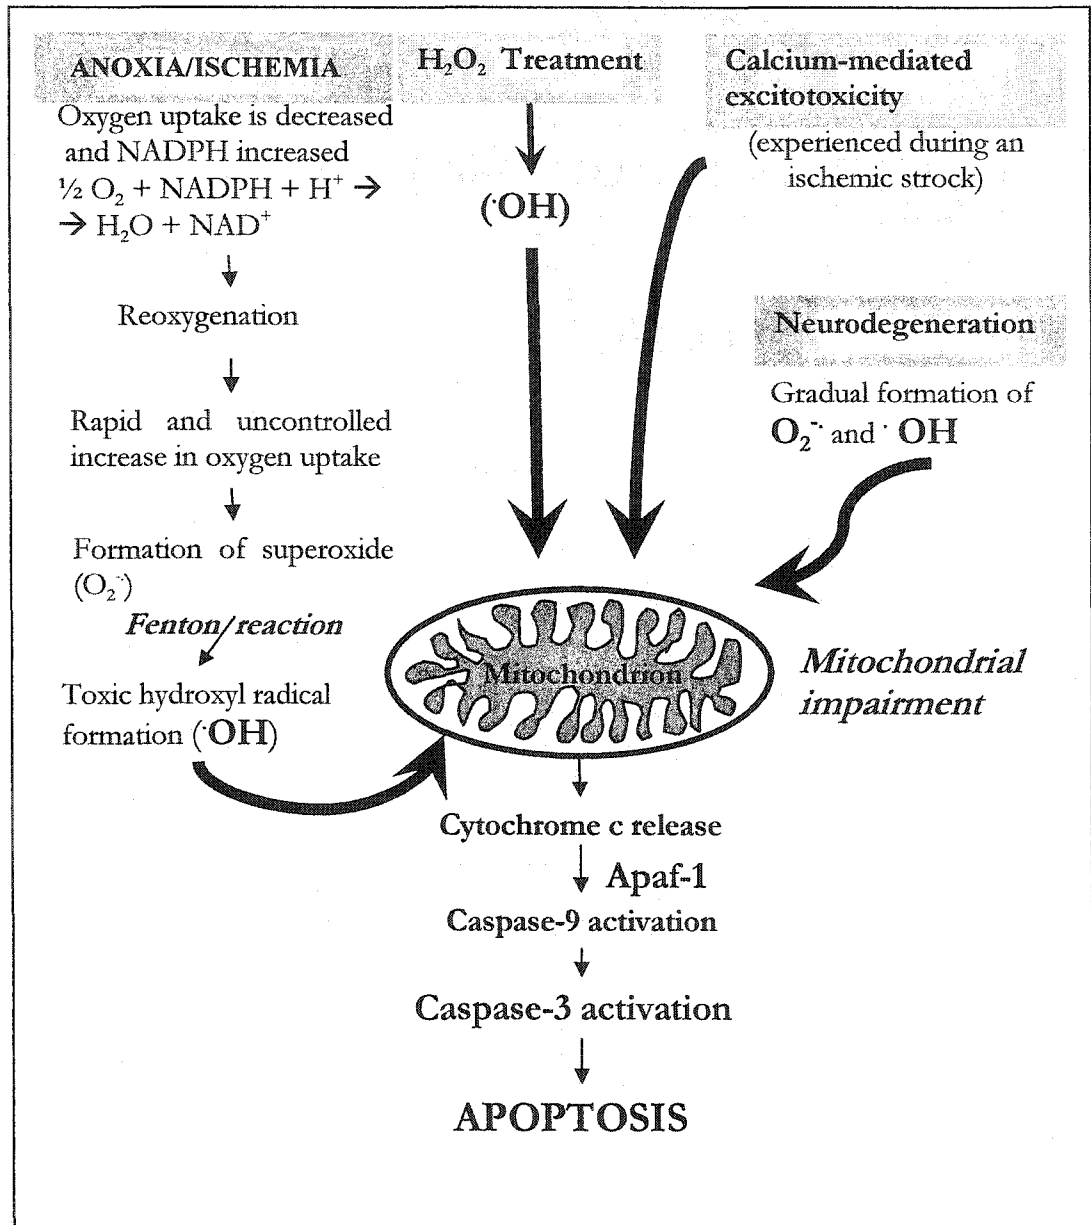 ANOXIA/ISCHEMIA
Oxygen uptake is decreased
and NADPH increased
½ O₂ + NADPH + H⁺ →
→ H₂O + NAD⁺
Reoxygenation
Rapid and uncontrolled
increase in oxygen uptake
Formation of superoxide
(O₂⁻·)
Fenton reaction
Toxic hydroxyl radical
formation (·OH)
H₂O₂ Treatment
(·OH)
Calcium-mediated
excitotoxicity
(experienced during an
ischemic strock)
Neurodegeneration
Gradual formation of
O₂⁻· and · OH
Mitochondrion
Mitochondrial
impairment
Cytochrome c release
Apaf-1
Caspase-9 activation
Caspase-3 activation
APOPTOSIS